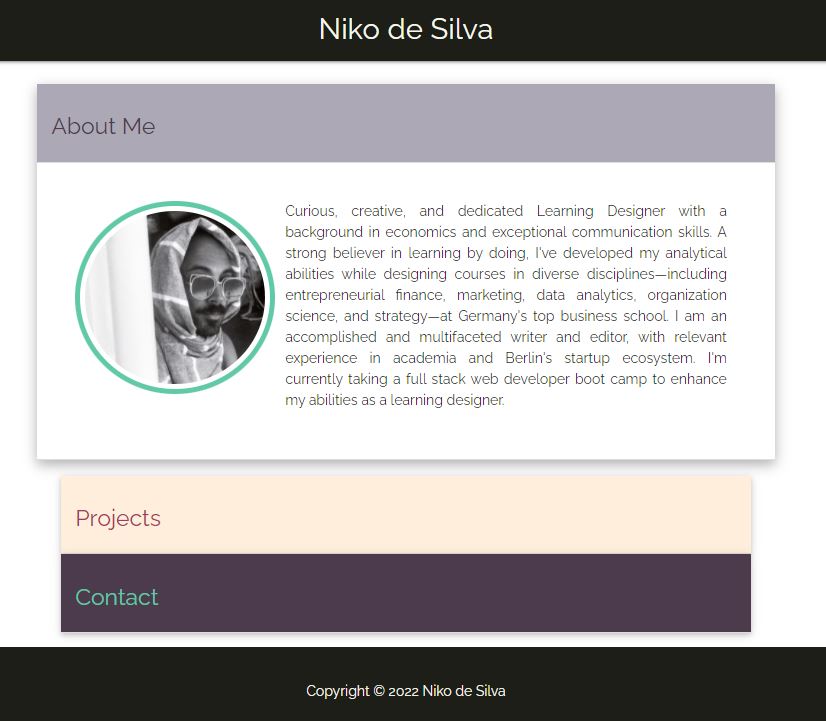 Niko de Silva
About Me
Curious, creative, and dedicated Learning Designer with a
background in economics and exceptional communication skills. A
strong believer in learning by doing, I've developed my analytical
abilities while designing courses in diverse disciplines—including
entrepreneurial finance, marketing, data analytics, organization
science, and strategy—at Germany's top business school. I am an
accomplished and multifaceted writer and editor, with relevant
experience in academia and Berlin's startup ecosystem. I'm
currently taking a full stack web developer boot camp to enhance
my abilities as a learning designer.
Projects
Contact
Copyright © 2022 Niko de Silva